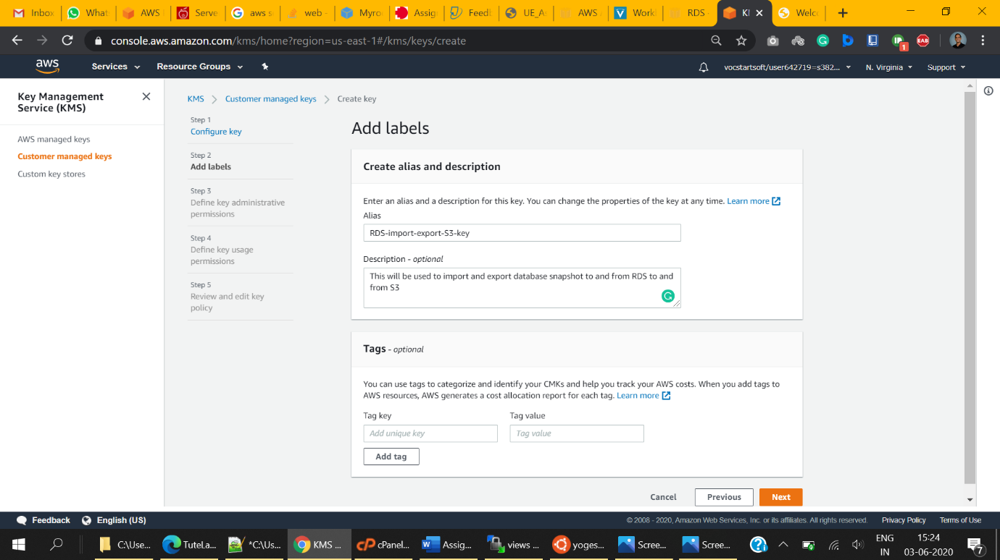 Inbox
What
AWS
Serve
aws s
web -
Myro
Assig
Feedb
UE_A
AWS
Work
RDS
Welc
console.aws.amazon.com/kms/home?region=us-east-1#/kms/keys/create
EAB
1
aws
Services
Resource Groups
vocstartsoft/user642719=s382...
N. Virginia
Support
Key Management
Service (KMS)
AWS managed keys
Customer managed keys
Custom key stores
KMS > Customer managed keys > Create key
Step 1
Configure key
Step 2
Add labels
Step 3
Define key administrative
permissions
Step 4
Define key usage
permissions
Step 5
Review and edit key
policy
Add labels
Create alias and description
Enter an alias and a description for this key. You can change the properties of the key at any time. Learn more
Alias
RDS-import-export-S3-key
Description - optional
This will be used to import and export database snapshot to and from RDS to and
from S3
Tags - optional
You can use tags to categorize and identify your CMKs and help you track your AWS costs. When you add tags to
AWS resources, AWS generates a cost allocation report for each tag. Learn more
Tag key
Tag value
Add unique key
Tag value
Add tag
Cancel
Previous
Next
Feedback
English (US)
© 2008 - 2020, Amazon Web Services, Inc. or its affiliates. All rights reserved.
Privacy Policy
Terms of Use
C:\Use...
TuteLa...
*C:\Us...
KMS ...
cPanel...
Assig...
views ...
yoges...
Scree...
Scree...
ENG
IN
15:24
03-06-2020
7